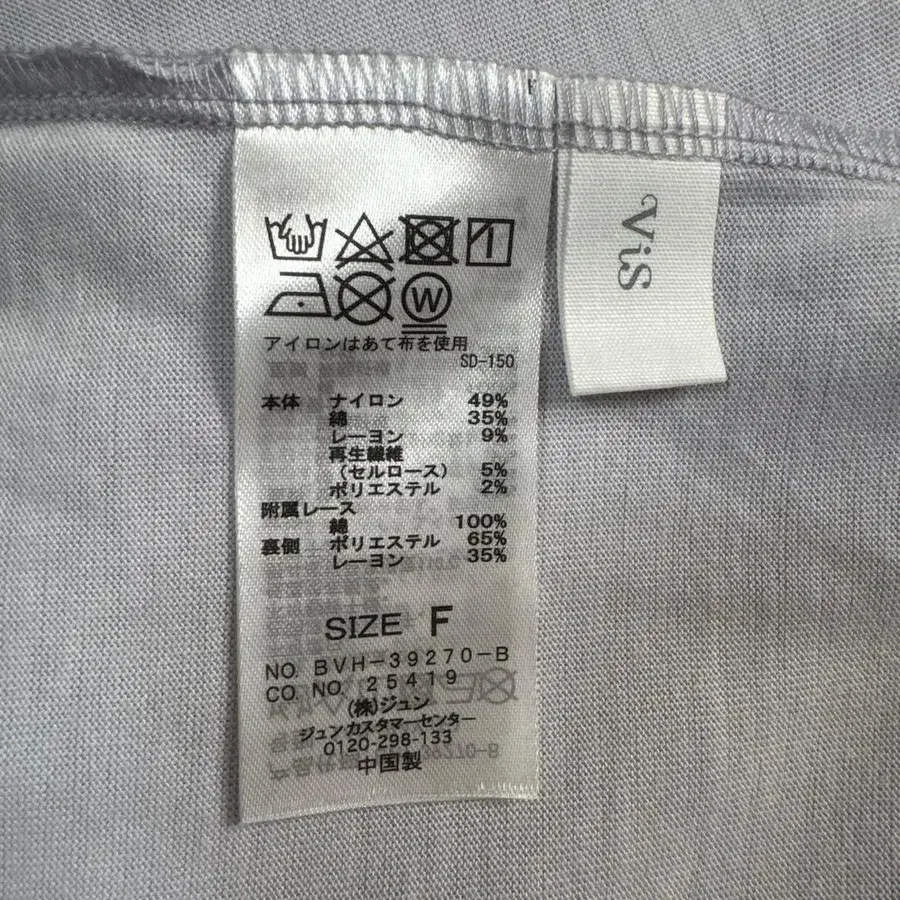 W
アイロンはあて布を使用
SD-150
本体 ナイロン 49%
綿 35%
レーヨン 9%
再生繊維
(セルロース) 5%
ポリエステル 2%
附属レース
綿 100%
裏側 ポリエステル 65%
レーヨン 35%
SIZE F
NO. BVH-39270-B
CO. NO. 25419
(株)ジュン
ジュンカスタマーセンター
0120-298-133
中国製
ViS